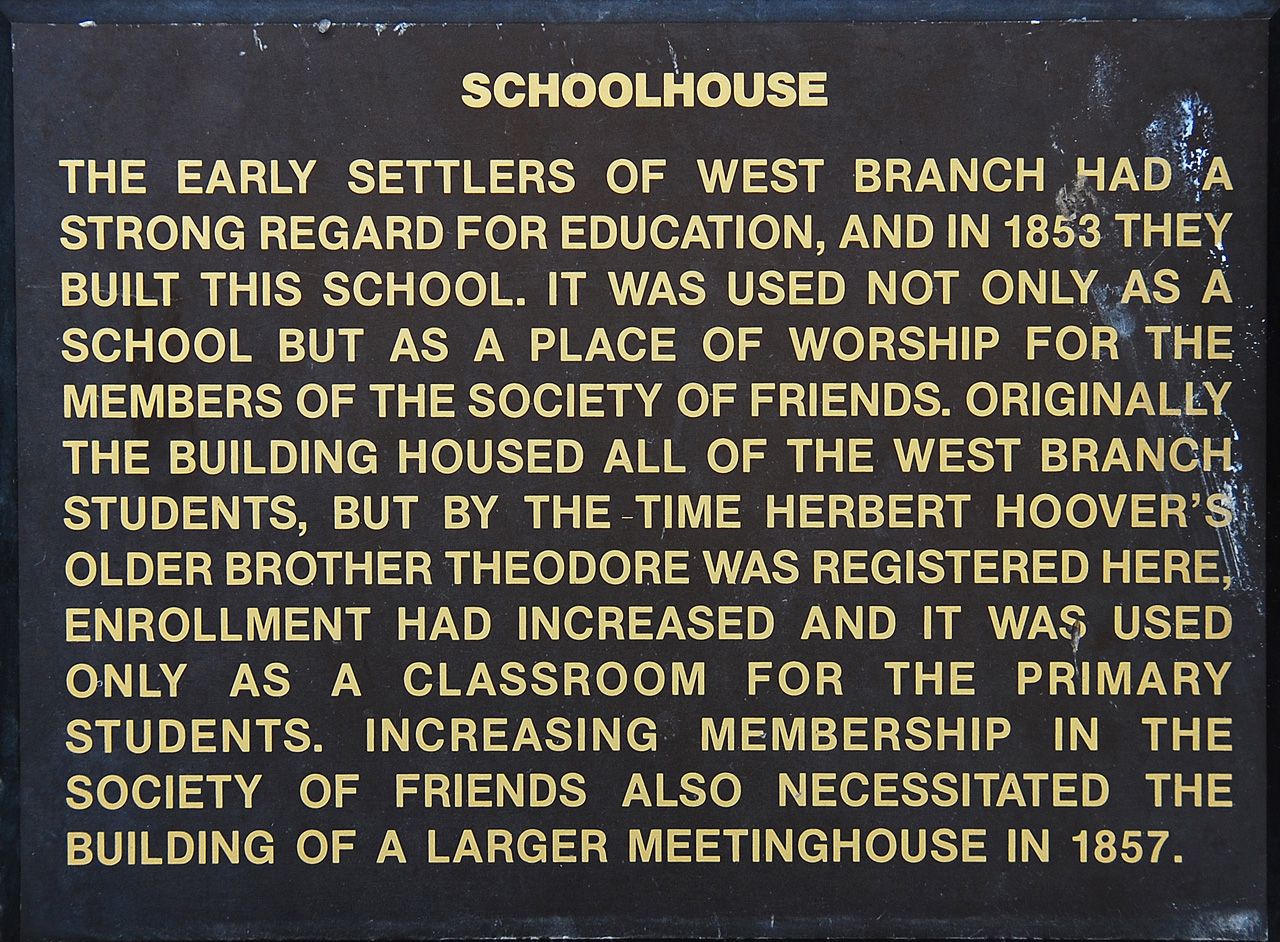 SCHOOLHOUSE
THE EARLY SETTLERS OF WEST BRANCH HAD A
STRONG REGARD FOR EDUCATION, AND IN 1853 THEY
BUILT THIS SCHOOL. IT WAS USED NOT ONLY AS A
SCHOOL BUT AS A PLACE OF WORSHIP FOR THE
MEMBERS OF THE SOCIETY OF FRIENDS. ORIGINALLY
THE BUILDING HOUSED ALL OF THE WEST BRANCH
STUDENTS, BUT BY THE TIME HERBERT HOOVER'S
OLDER BROTHER THEODORE WAS REGISTERED HERE,
ENROLLMENT HAD INCREASED AND IT WAS USED
ONLY AS A CLASSROOM FOR THE PRIMARY
STUDENTS. INCREASING MEMBERSHIP IN THE
SOCIETY OF FRIENDS ALSO NECESSITATED THE
BUILDING OF A LARGER MEETINGHOUSE IN 1857.